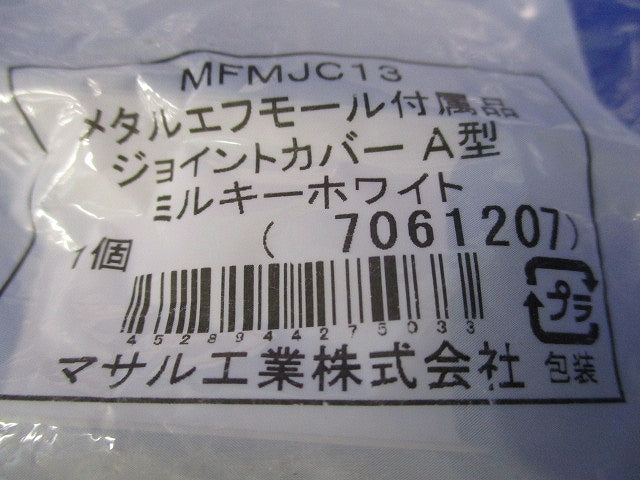 MFMJC13
メタルエフモール付属品
ジョイントカバー A型
ミルキーホワイト
1個 ( 7061207)
4528944275033
プラ
マサル工業株式会社 包装